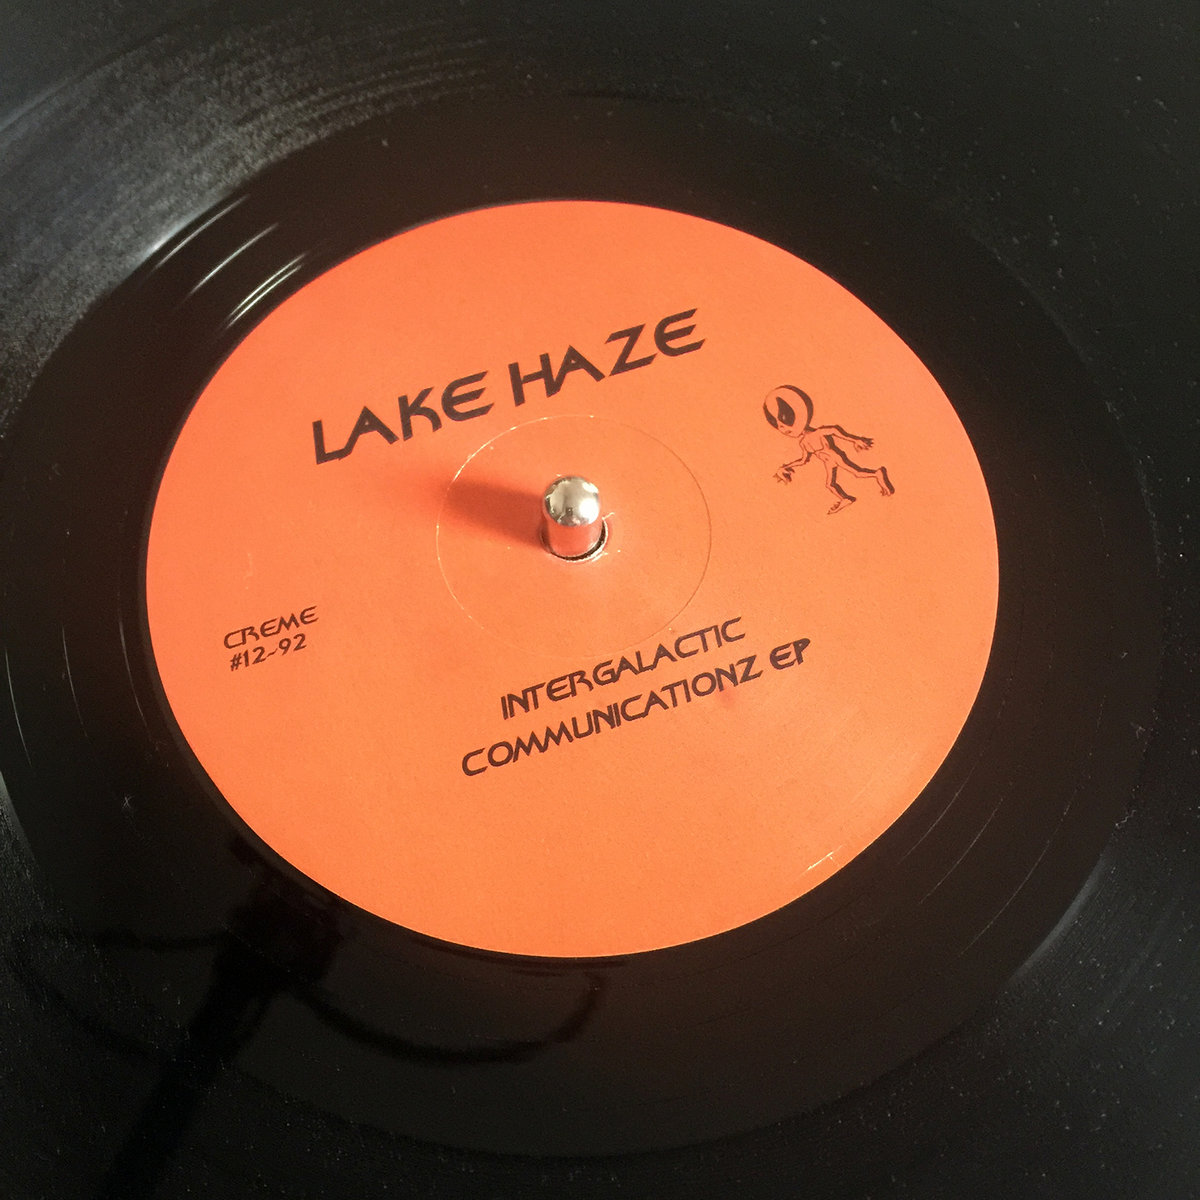 LAKE HAZE
CREME
#12-92
INTERGALACTIC
COMMUNICATIONZ EP